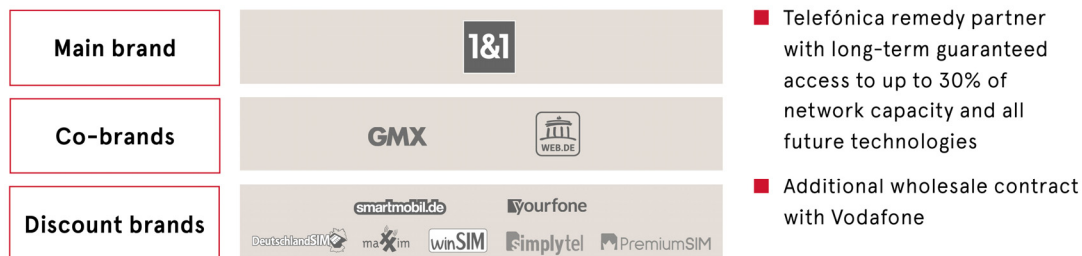 Main brand
1&1
Co-brands
GMX
WEB.DE
Discount brands
smartmobil.de
yourfone
DeutschlandSIM
maXXim
winSIM
simplytel
PremiumSIM
Telefónica remedy partner
with long-term guaranteed
access to up to 30% of
network capacity and all
future technologies
Additional wholesale contract
with Vodafone